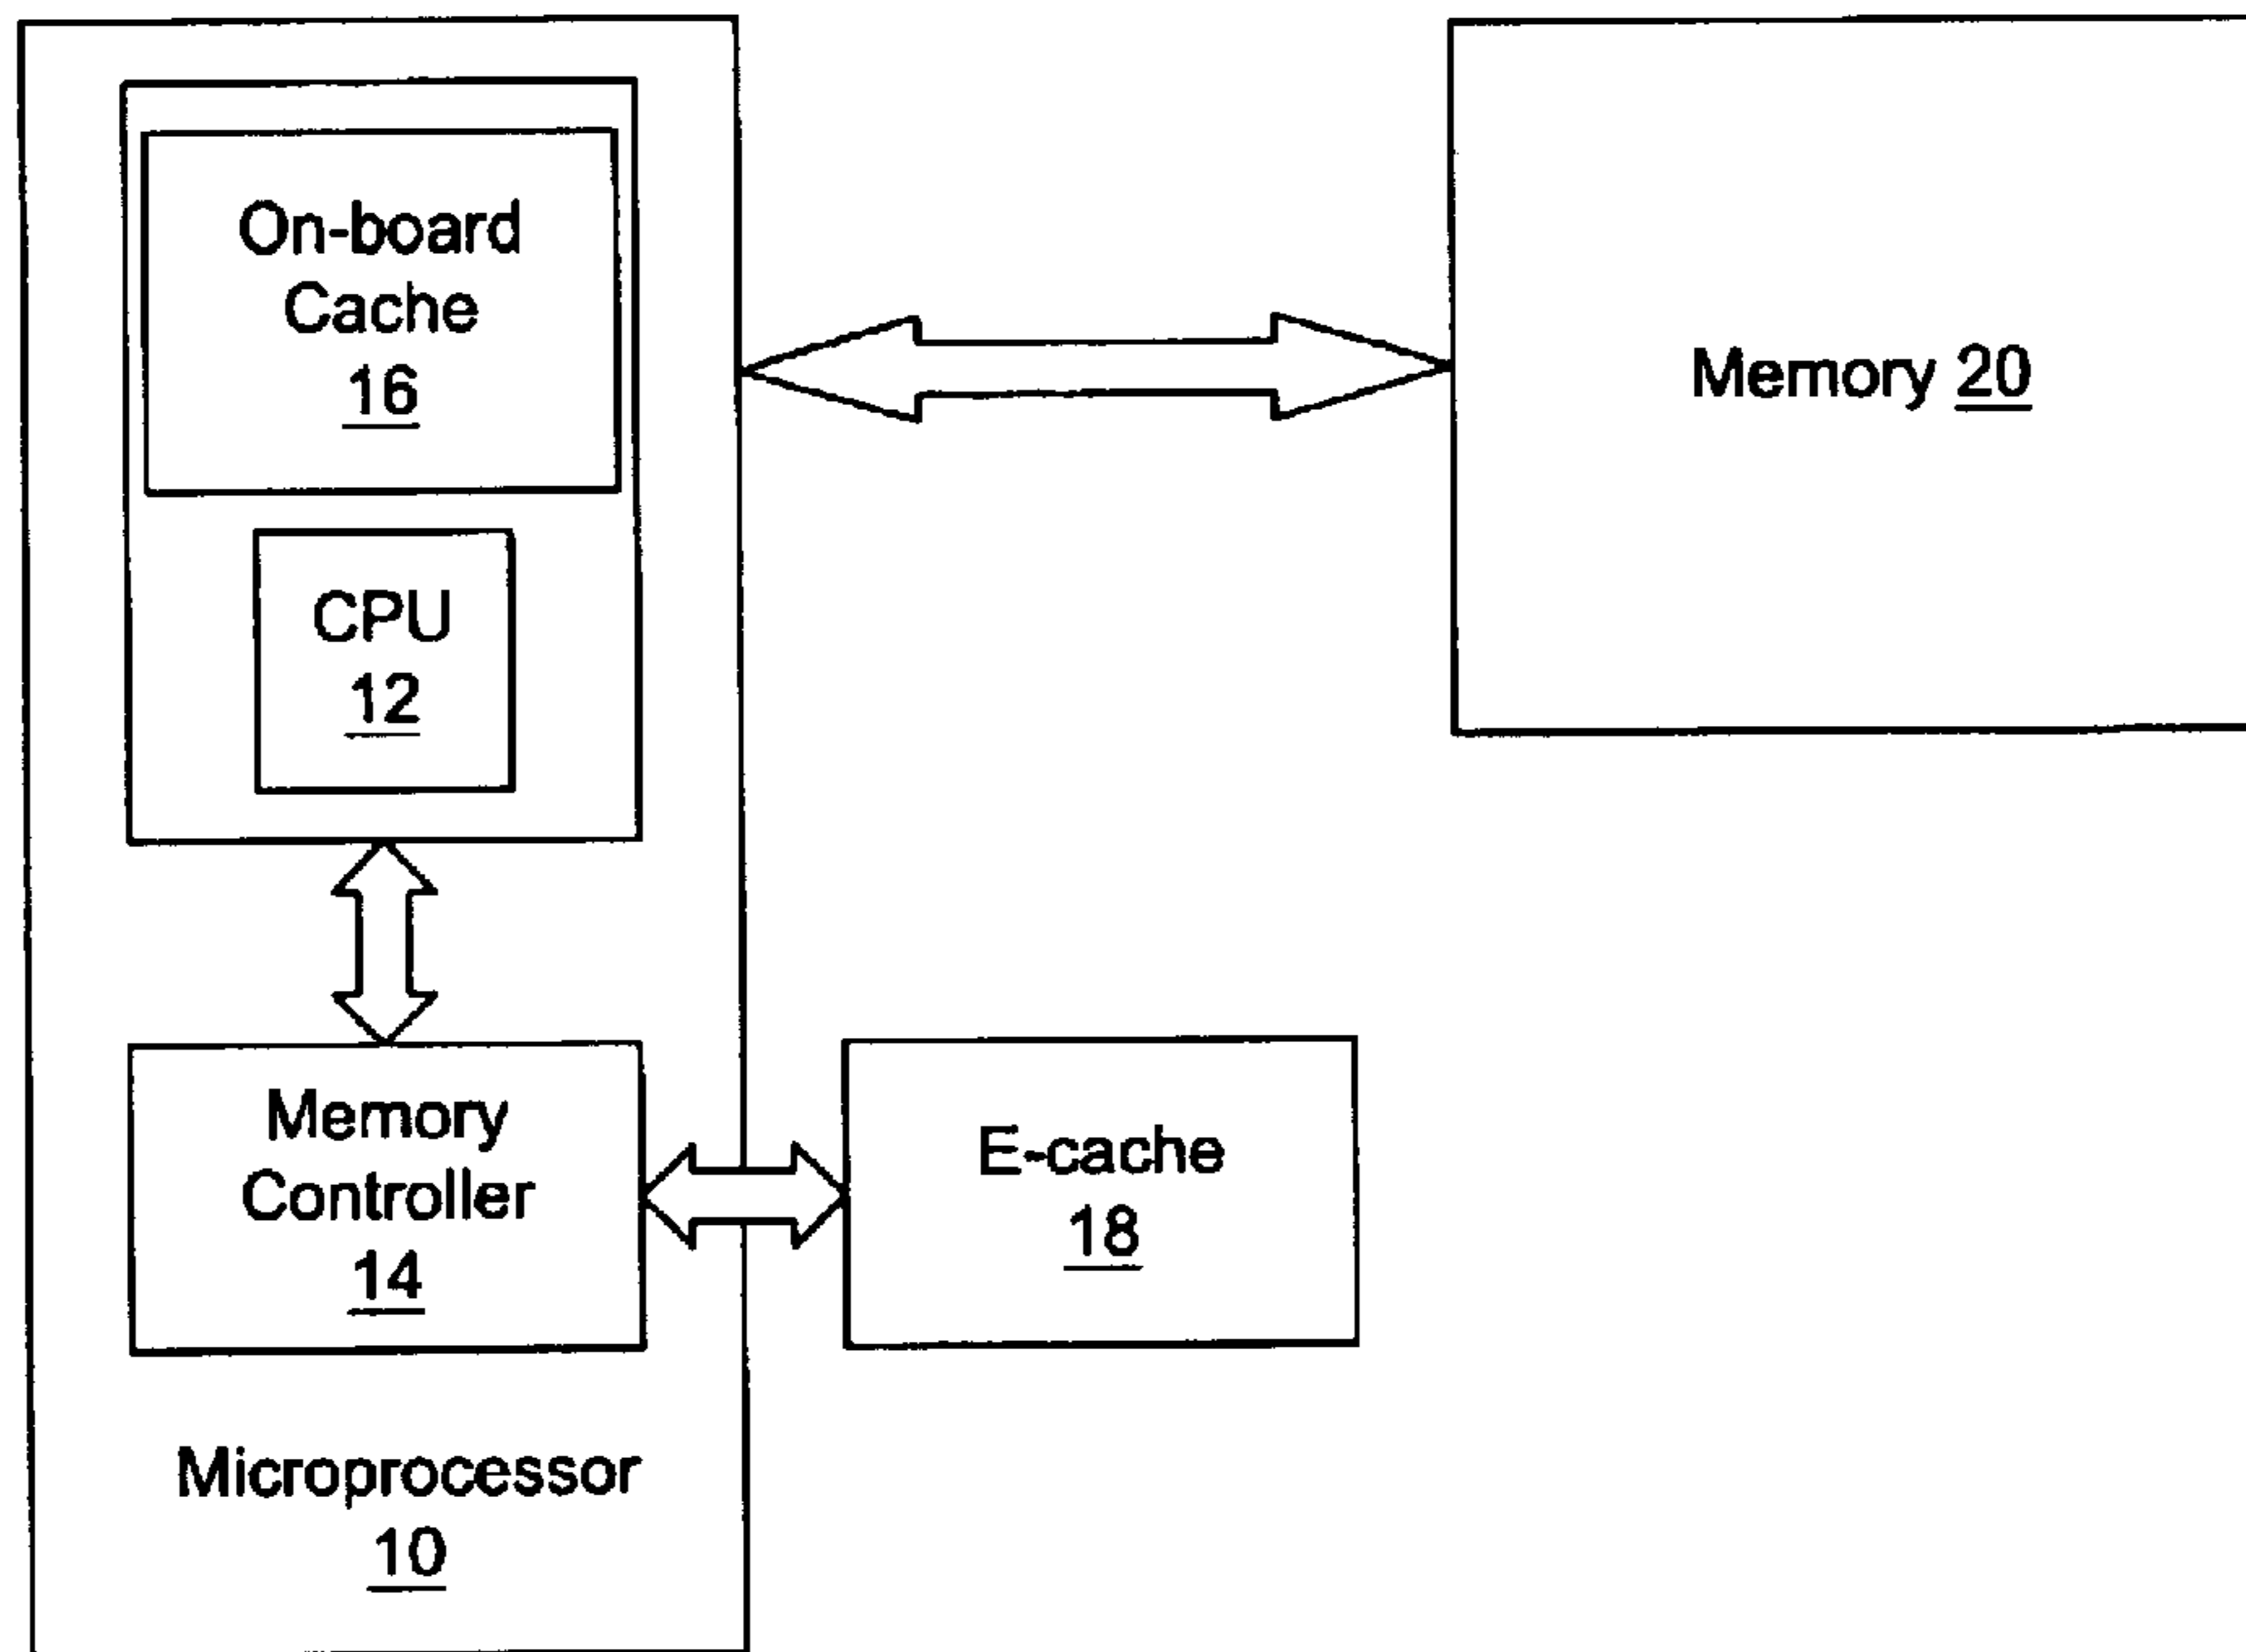 On-board
Cache
16
CPU
12
Memory 20
Memory
Controller
14
E-cache
18
Microprocessor
10